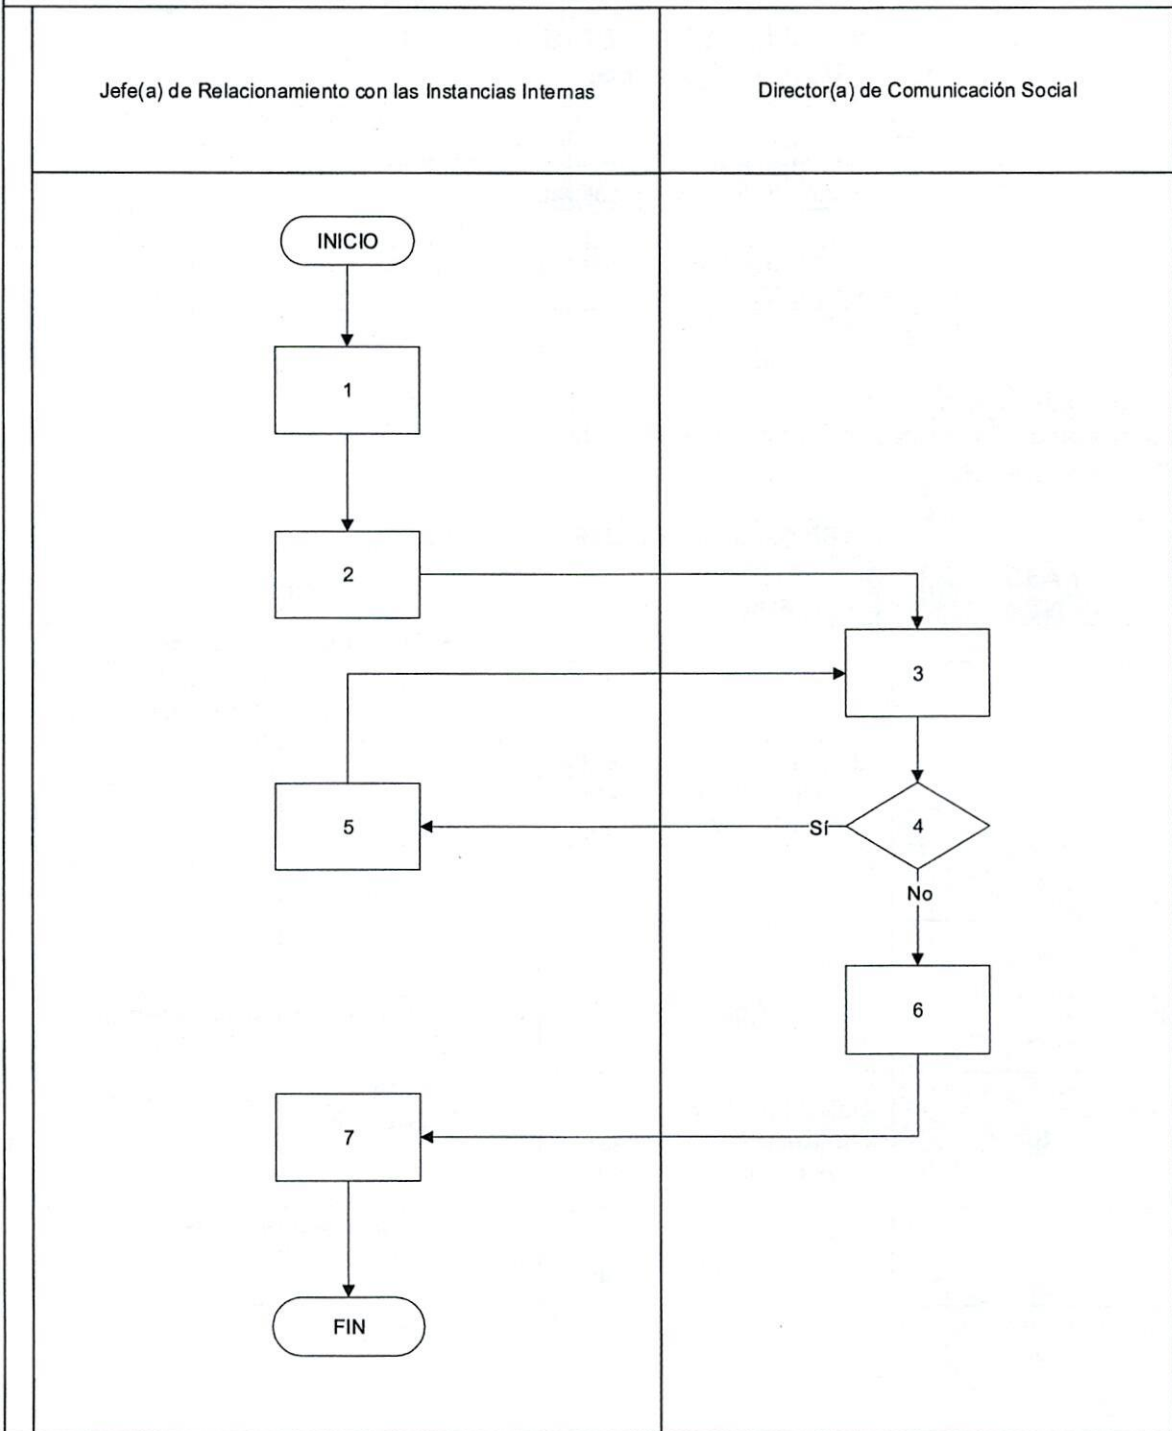 Jefe(a) de Relacionamiento con las Instancias Internas
Director(a) de Comunicación Social
INICIO
1
2
3
5
Sí
4
No
6
7
FIN